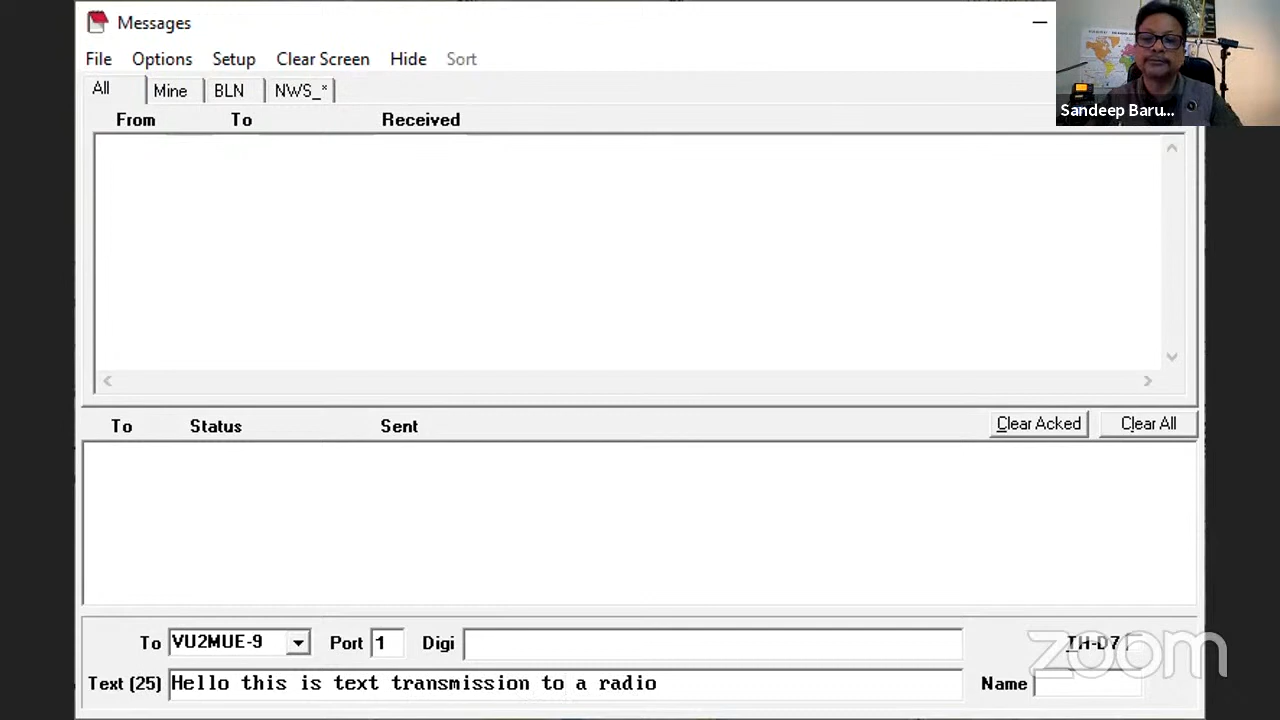 Messages
File Options Setup Clear Screen Hide Sort
All Mine BLN NWS_*
From To Received
Sandeep Baru...
To Status Sent Clear Acked Clear All
To VU2MUE-9 Port 1 Digi TH-D7
Text (25) Hello this is text transmission to a radio Name
zoom